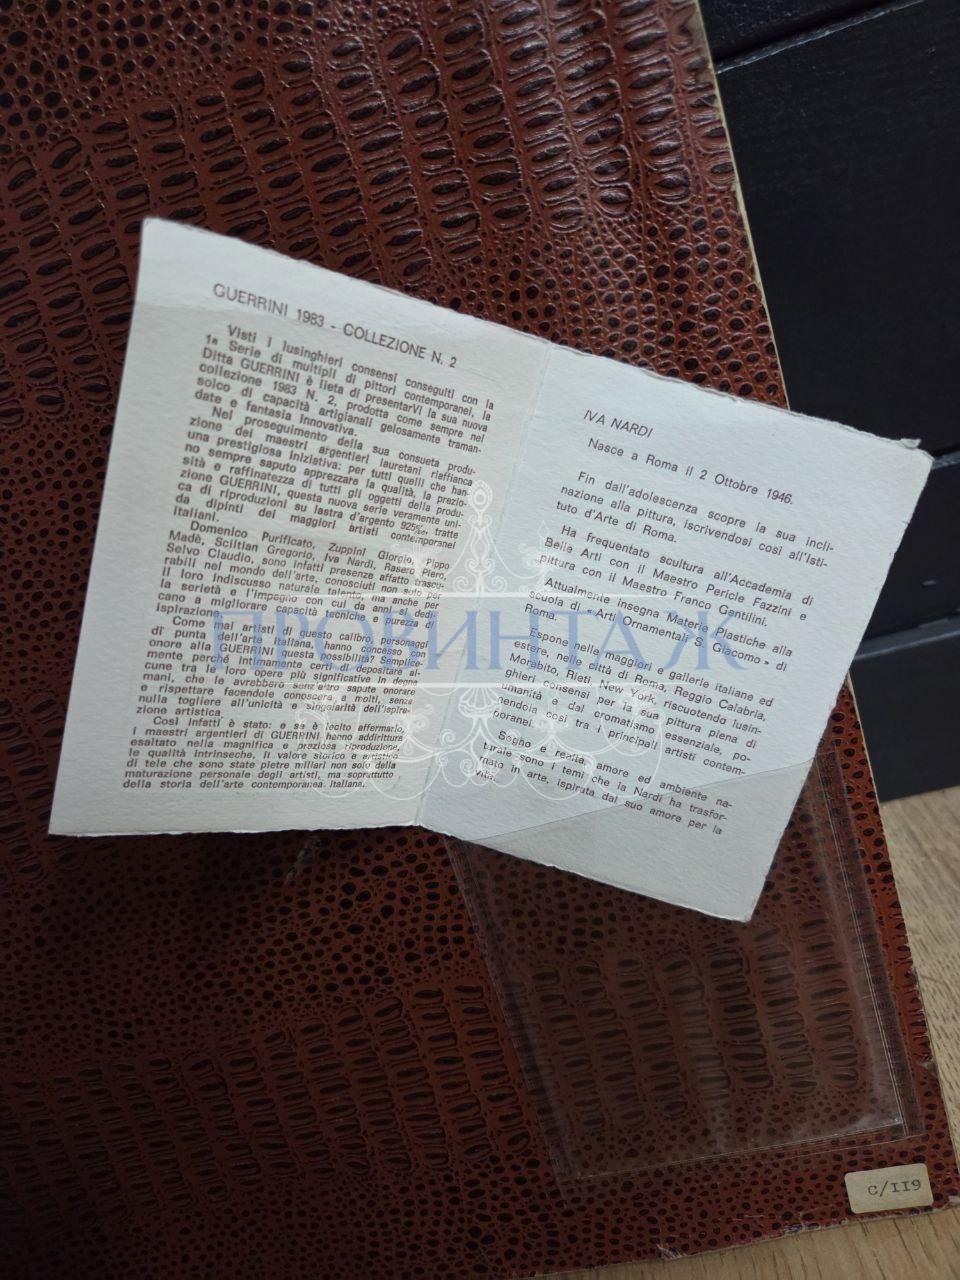 GUERRINI 1983 - COLLEZIONE N. 2
Visti i lusinghieri consensi conseguiti con la
1ª Serie di multipli di pittori contemporanei, la
Ditta GUERRINI è lieta di presentarVi la sua nuova
collezione 1983 N. 2, prodotta come sempre nel
solco di capacità artigianali gelosamente traman-
date e fantasia innovativa.
Nel proseguimento della sua consueta produ-
zione dei maestri argentieri lauretani riaffianca
una prestigiosa iniziativa: per tutti quelli che han-
no sempre saputo apprezzare la qualità, la prezio-
sità e raffinatezza di tutti gli oggetti della produ-
zione GUERRINI, questa nuova serie veramente uni-
ca di riproduzioni su lastra d'argento 925‰, tratte
da dipinti dei maggiori artisti contemporanei
italiani.
Domenico Purificato, Zuppini Giorgio, Pippo
Madè, Sciltian Gregorio, Iva Nardi, Rasero Piero,
Selvo Claudio, sono infatti presenze affatto trascu-
rabili nel mondo dell'arte, conosciuti non solo per
il loro indiscusso naturale talento, ma anche per
la serietà e l'impegno con cui da anni si dedi-
cano a migliorare capacità tecnica e purezza di
ispirazione.
Come mai artisti di questo calibro, personaggi
di punta dell'arte italiana, hanno concesso con
onore alla GUERRINI questa possibilità? Semplice-
mente perché intimamente certi di depositare al-
cune tra le loro opere più significative in degne
mani, che le avrebbero senz'altro sapute onorare
e rispettare facendole conoscere a molti, senza
nulla togliere all'unicità e singolarità dell'ispira-
zione artistica
Così infatti è stato: e se è lecito affermarlo,
i maestri argentieri di GUERRINI hanno addirittura
esaltato nella magnifica e preziosa riproduzione,
le qualità intrinseche, il valore storico e artistico
di tele che sono state pietre miliari non solo della
maturazione personale degli artisti, ma soprattutto
della storia dell'arte contemporanea italiana.
IVA NARDI
Nasce a Roma il 2 Ottobre 1946.
Fin dall'adolescenza scopre la sua incli-
nazione alla pittura, iscrivendosi così all'Isti-
tuto d'Arte di Roma.
Ha frequentato scultura all'Accademia di
Belle Arti con il Maestro Pericle Fazzini e
pittura con il Maestro Franco Gentilini.
Attualmente insegna Materie Plastiche alla
scuola di «Arti Ornamentali S. Giacomo» di
Roma.
Espone nelle maggiori gallerie italiane ed
estere, nelle città di Roma, Reggio Calabria,
Morabito, Rieti, New York, riscuotendo lusin-
ghieri consensi per la sua pittura piena di
umanità e dal cromatismo essenziale, po-
nendola così tra i principali artisti contem-
poranei.
Sogno e realtà, amore ed ambiente na-
turale sono i temi che la Nardi ha trasfor-
mato in arte, ispirata dal suo amore per la
vita.
ПРОВИНТАЖ
C/119